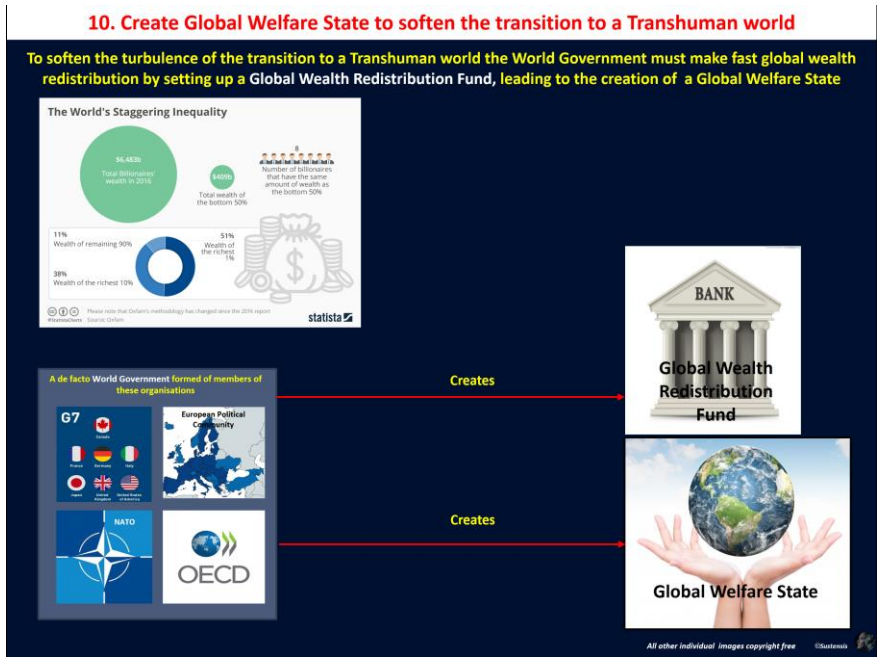 10. Create Global Welfare State to soften the transition to a Transhuman world
To soften the turbulence of the transition to a Transhuman world the World Government must make fast global wealth
redistribution by setting up a Global Wealth Redistribution Fund, leading to the creation of a Global Welfare State
The World's Staggering Inequality
$6,483b
Total Billionaires'
wealth in 2016
$409b
Total wealth of
the bottom 50%
8
Number of billionaires
that have the same
amount of wealth as
the bottom 50%
11%
Wealth of remaining 90%
51%
Wealth of
the richest
1%
38%
Wealth of the richest 10%
$
Please note that Oxfam's methodology has changed since the 2016 report
@StatistaCharts Source: Oxfam
statista
A de facto World Government formed of members of
these organisations
G7
Canada
France
Germany
Italy
Japan
United
Kingdom
United States
of America
European Political
Community
NATO
OECD
Creates
Creates
BANK
Global Wealth
Redistribution
Fund
Global Welfare State
All other individual images copyright free ©Sustensis